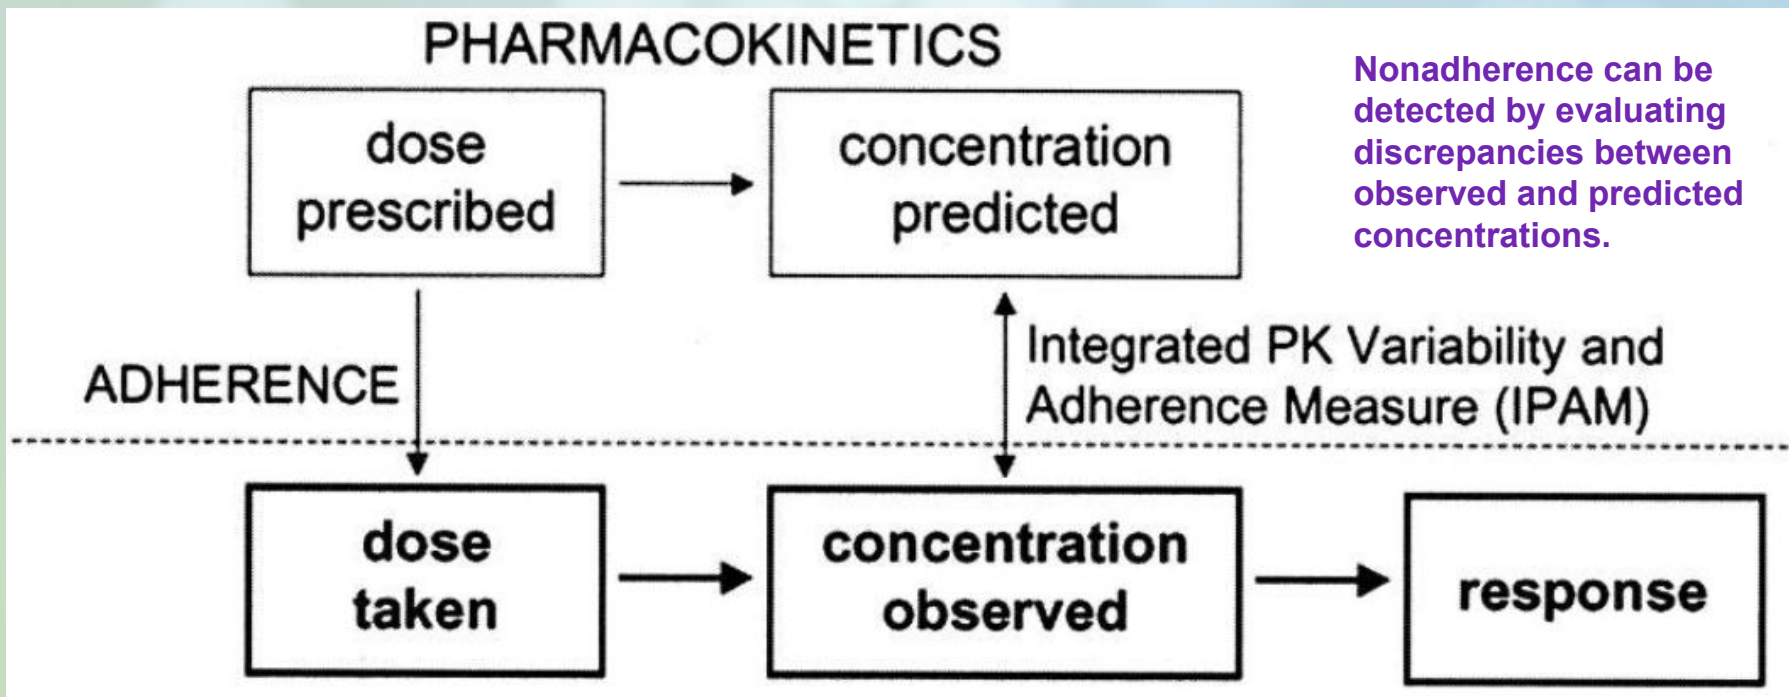 PHARMACOKINETICS
dose
prescribed
concentration
predicted
Nonadherence can be
detected by evaluating
discrepancies between
observed and predicted
concentrations.
ADHERENCE
Integrated PK Variability and
Adherence Measure (IPAM)
dose
taken
concentration
observed
response